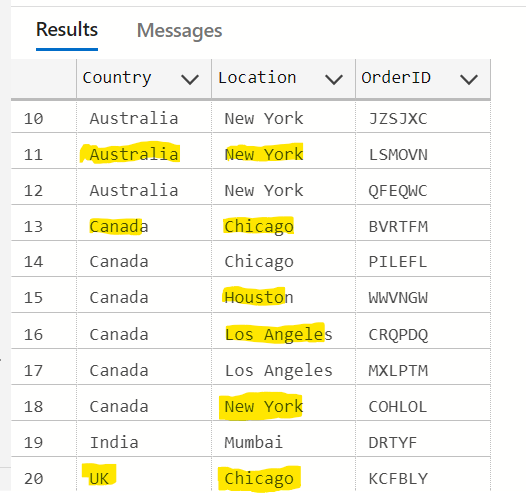 Results Messages
Country Location OrderID
10 Australia New York JZSJXC
11 Australia New York LSMOVN
12 Australia New York QFEQWC
13 Canada Chicago BVRTFM
14 Canada Chicago PILEFL
15 Canada Houston WWVNGW
16 Canada Los Angeles CRQPDQ
17 Canada Los Angeles MXLPTM
18 Canada New York COHLOL
19 India Mumbai DRTYF
20 UK Chicago KCFBLY